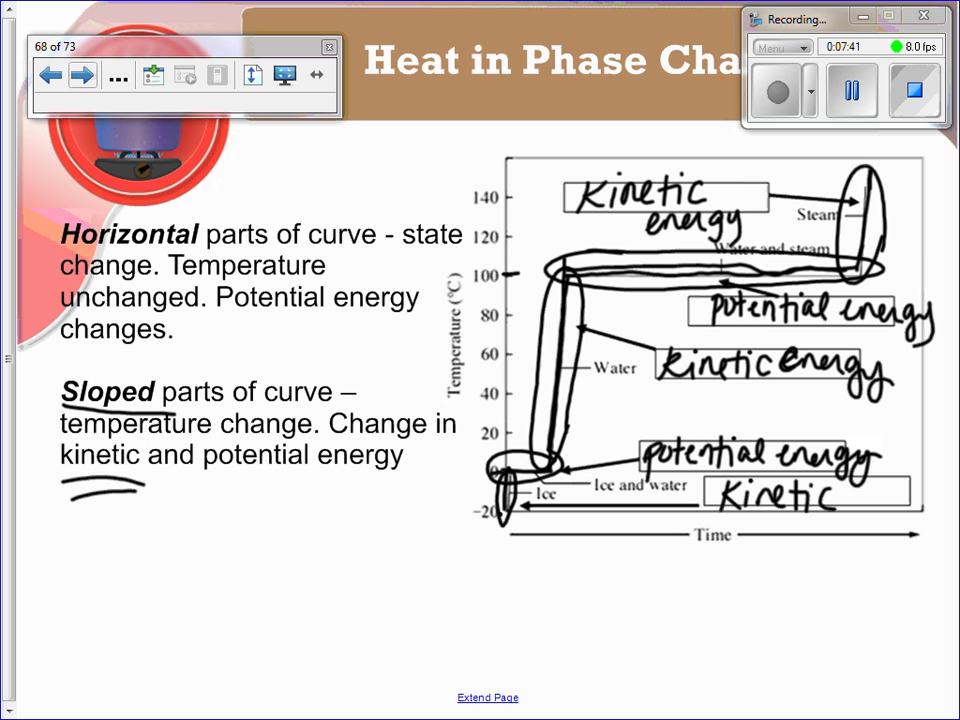 68 of 73
Recording...
Menu
0:07:41
8.0 fps
Heat in Phase Cha
Horizontal parts of curve - state
change. Temperature
unchanged. Potential energy
changes.
Sloped parts of curve –
temperature change. Change in
kinetic and potential energy
Temperature (°C)
140
120
100
80
60
40
20
0
−20
Kinetic
energy
Steam
Water and steam
potential energy
Kinetic Energy
Water
potential energy
Ice and water
Kinetic
Ice
Time
Extend Page